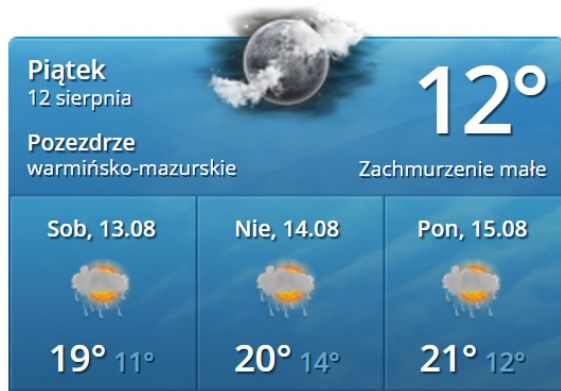 Piątek
12 sierpnia
12°
Pozezdrze
warmińsko-mazurskie
Zachmurzenie małe
Sob, 13.08
19° 11°
Nie, 14.08
20° 14°
Pon, 15.08
21° 12°